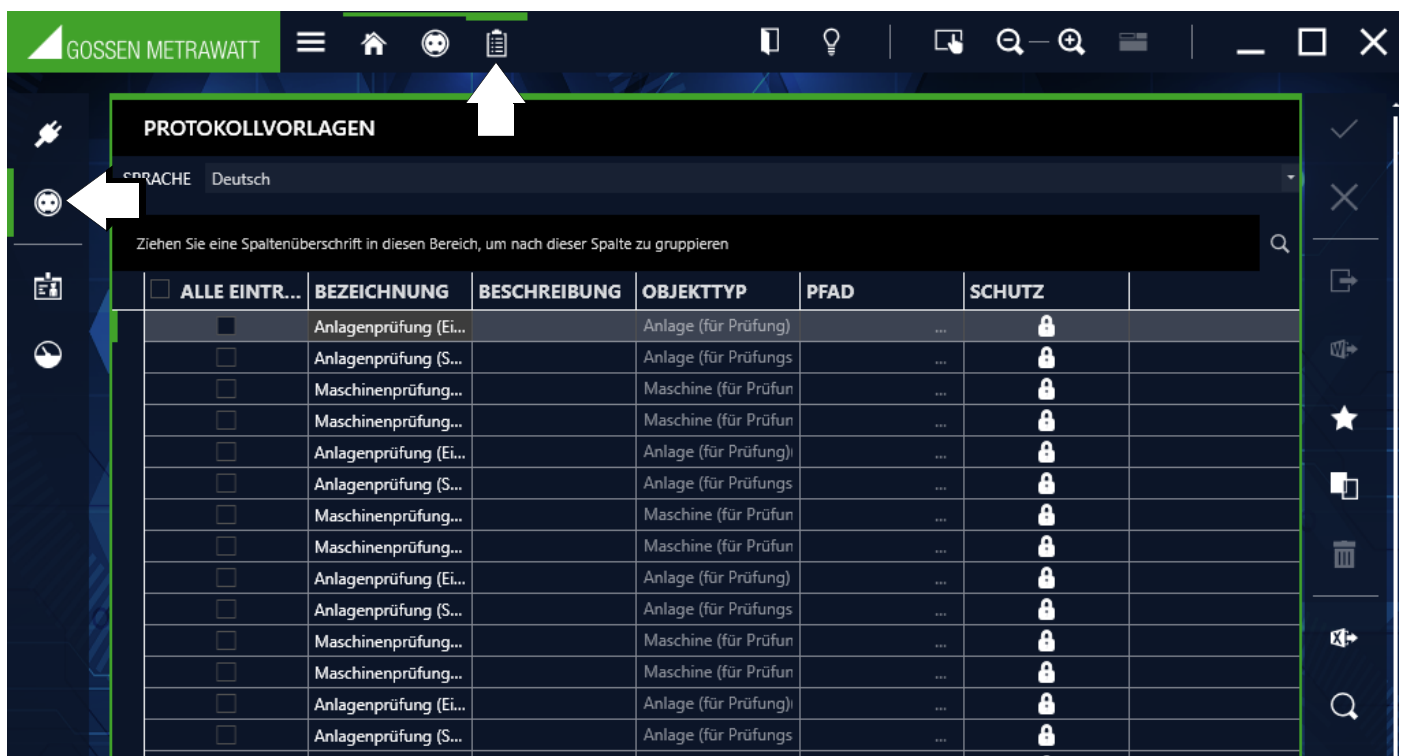 GOSSEN METRAWATT
PROTOKOLLVORLAGEN
SPRACHE Deutsch
Ziehen Sie eine Spaltenüberschrift in diesen Bereich, um nach dieser Spalte zu gruppieren
ALLE EINTR... BEZEICHNUNG BESCHREIBUNG OBJEKTTYP PFAD SCHUTZ
Anlagenprüfung (Ei... Anlage (für Prüfung) ...
Anlagenprüfung (S... Anlage (für Prüfungs ...
Maschinenprüfung... Maschine (für Prüfun ...
Maschinenprüfung... Maschine (für Prüfun ...
Anlagenprüfung (Ei... Anlage (für Prüfung) ...
Anlagenprüfung (S... Anlage (für Prüfungs ...
Maschinenprüfung... Maschine (für Prüfun ...
Maschinenprüfung... Maschine (für Prüfun ...
Anlagenprüfung (Ei... Anlage (für Prüfung) ...
Anlagenprüfung (S... Anlage (für Prüfungs ...
Maschinenprüfung... Maschine (für Prüfun ...
Maschinenprüfung... Maschine (für Prüfun ...
Anlagenprüfung (Ei... Anlage (für Prüfung) ...
Anlagenprüfung (S... Anlage (für Prüfungs ...